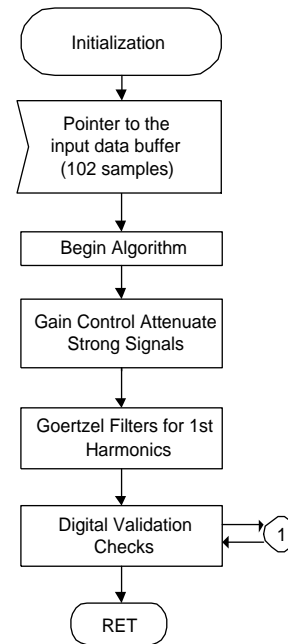 Initialization
Pointer to the
input data buffer
(102 samples)
Begin Algorithm
Gain Control Attenuate
Strong Signals
Goertzel Filters for 1st
Harmonics
Digital Validation
Checks
1
RET